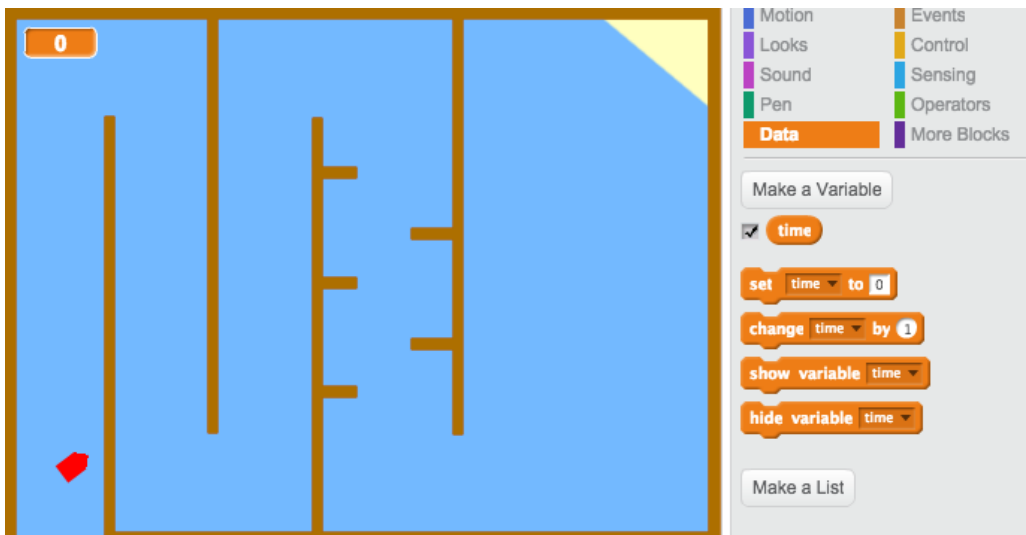 0
Motion Events
Looks Control
Sound Sensing
Pen Operators
Data More Blocks
Make a Variable
time
set time to 0
change time by 1
show variable time
hide variable time
Make a List